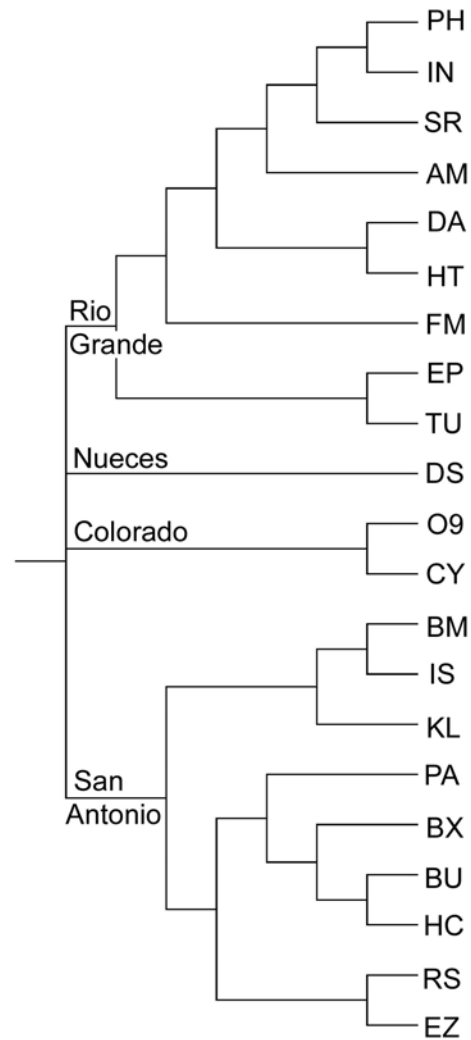 PH
IN
SR
AM
DA
HT
FM
Rio
Grande
EP
TU
Nueces
DS
Colorado
O9
CY
BM
IS
KL
San
Antonio
PA
BX
BU
HC
RS
EZ